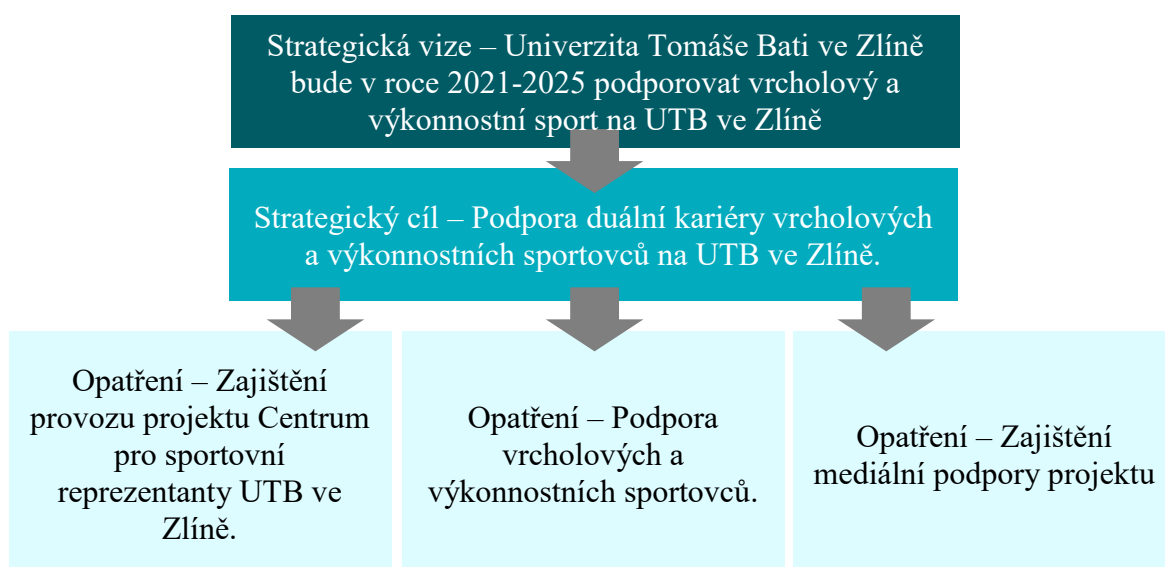 Strategická vize – Univerzita Tomáše Bati ve Zlíně
bude v roce 2021-2025 podporovat vrcholový a
výkonnostní sport na UTB ve Zlíně
Strategický cíl – Podpora duální kariéry vrcholových
a výkonnostních sportovců na UTB ve Zlíně.
Opatření – Zajištění
provozu projektu Centrum
pro sportovní
reprezentanty UTB ve
Zlíně.
Opatření – Podpora
vrcholových a
výkonnostních sportovců.
Opatření – Zajištění
mediální podpory projektu